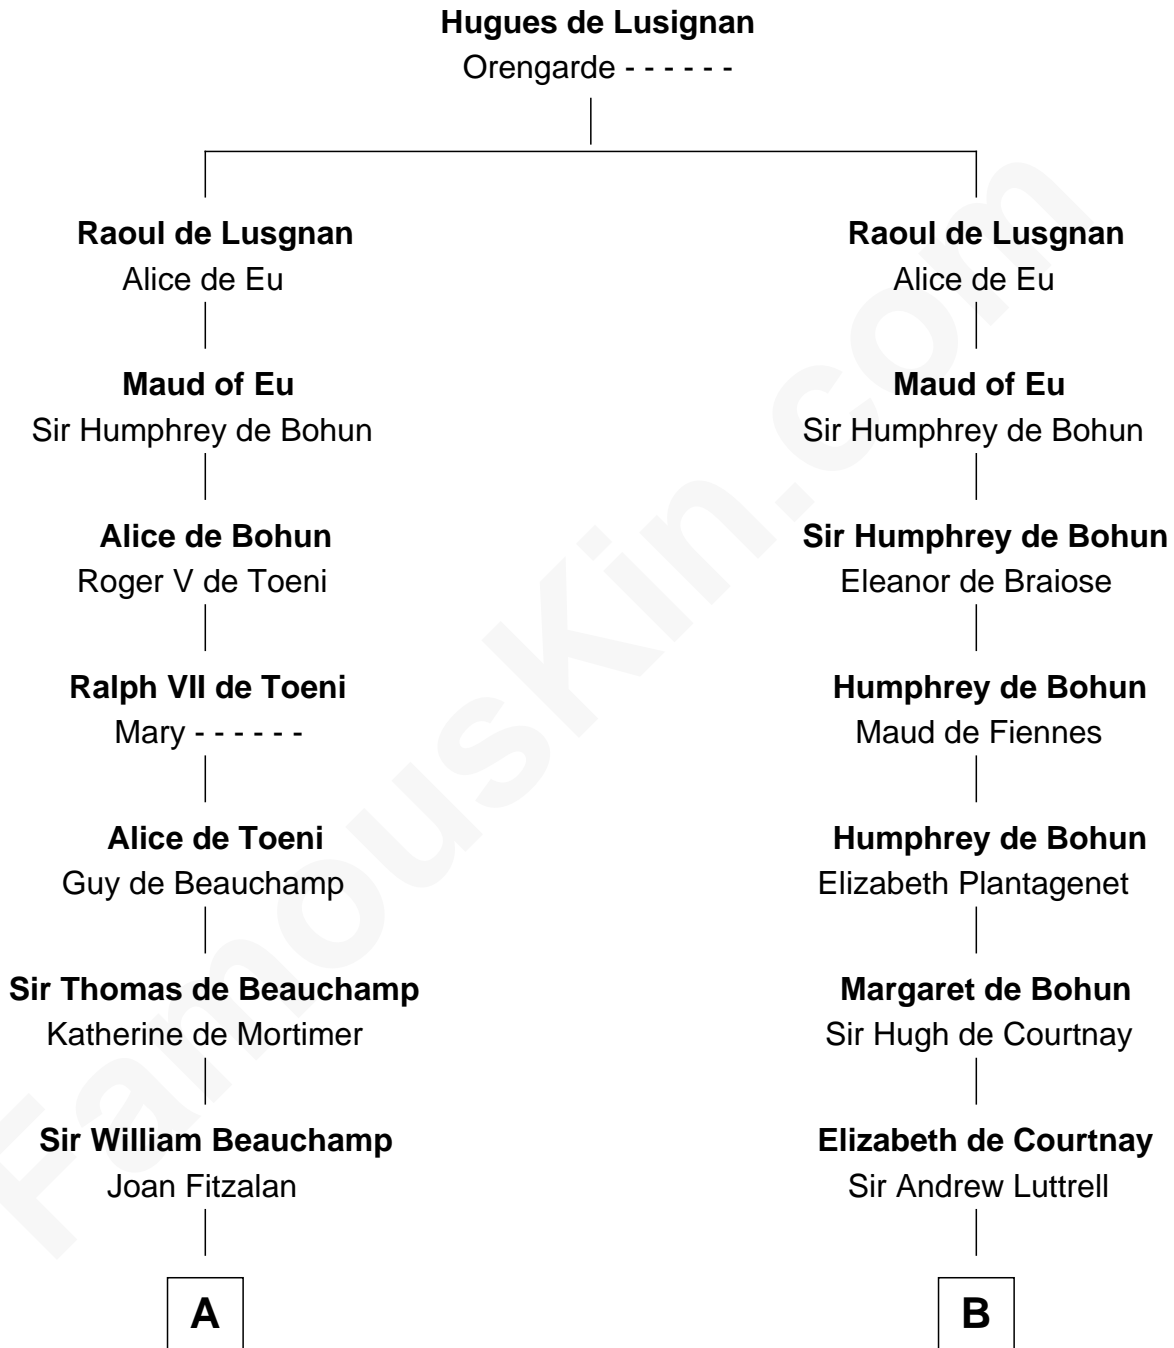 Hugues de Lusignan
Orengarde - - - - - -
Raoul de Lusgnan
Alice de Eu
Maud of Eu
Sir Humphrey de Bohun
Alice de Bohun
Roger V de Toeni
Ralph VII de Toeni
Mary - - - - - -
Alice de Toeni
Guy de Beauchamp
Sir Thomas de Beauchamp
Katherine de Mortimer
Sir William Beauchamp
Joan Fitzalan
A
Raoul de Lusgnan
Alice de Eu
Maud of Eu
Sir Humphrey de Bohun
Sir Humphrey de Bohun
Eleanor de Braiose
Humphrey de Bohun
Maud de Fiennes
Humphrey de Bohun
Elizabeth Plantagenet
Margaret de Bohun
Sir Hugh de Courtnay
Elizabeth de Courtnay
Sir Andrew Luttrell
B
FamousKin.com